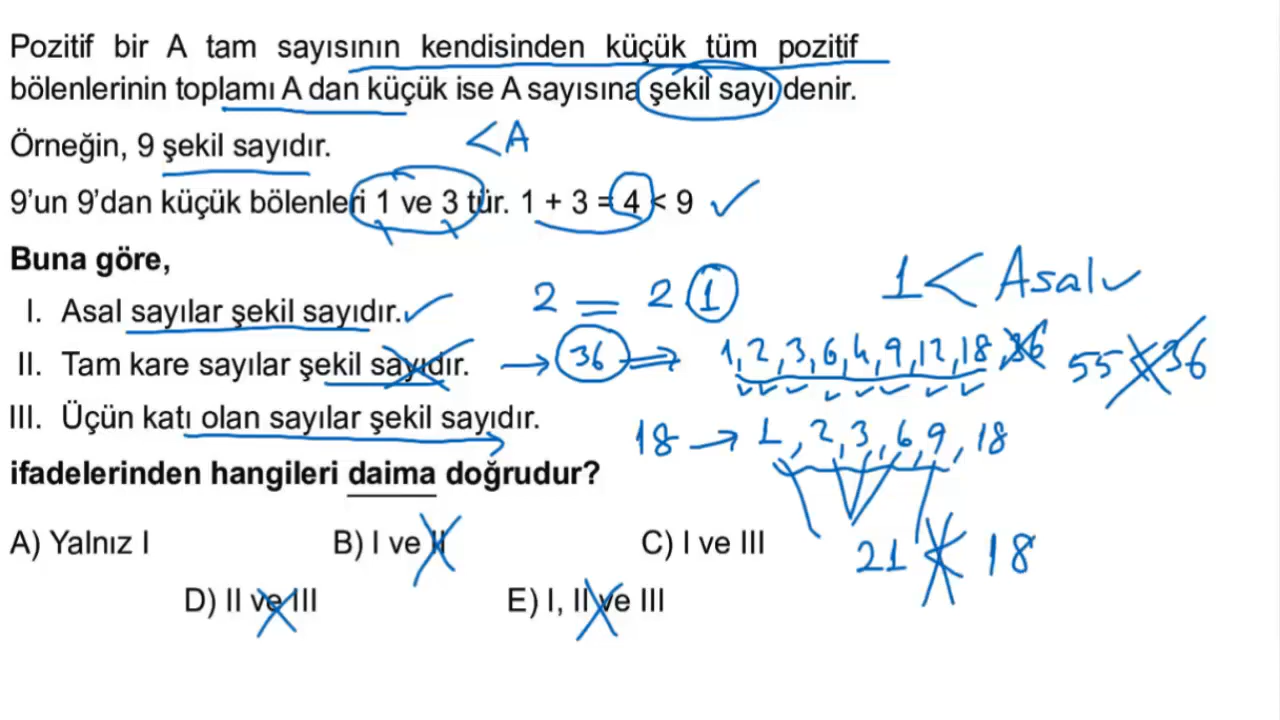 Pozitif bir A tam sayısının kendisinden küçük tüm pozitif
bölenlerinin toplamı A dan küçük ise A sayısına şekil sayı denir.
Örneğin, 9 şekil sayıdır.
<A
9'un 9'dan küçük bölenleri 1 ve 3 tür. 1 + 3 = 4 < 9
Buna göre,
1 < Asal
I. Asal sayılar şekil sayıdır.
2 = 2 1
II. Tam kare sayılar şekil sayıdır.
36 ⇒ 1, 2, 3, 6, 4, 9, 12, 18, 36
55 < 36
III. Üçün katı olan sayılar şekil sayıdır.
18 → 1, 2, 3, 6, 9, 18
ifadelerinden hangileri daima doğrudur?
21 < 18
A) Yalnız I B) I ve II C) I ve III
D) II ve III E) I, II ve III